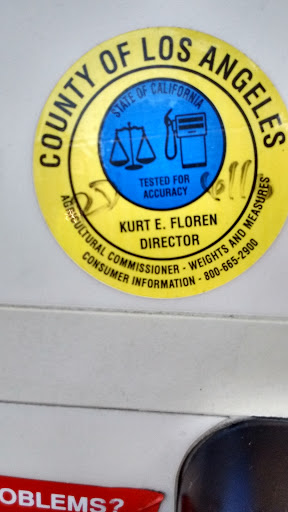 COUNTY OF LOS ANGELES
STATE OF CALIFORNIA
TESTED FOR
ACCURACY
KURT E. FLOREN
DIRECTOR
AGRICULTURAL COMMISSIONER - WEIGHTS AND MEASURES
CONSUMER INFORMATION - 800-665-2900
OBLEMS?